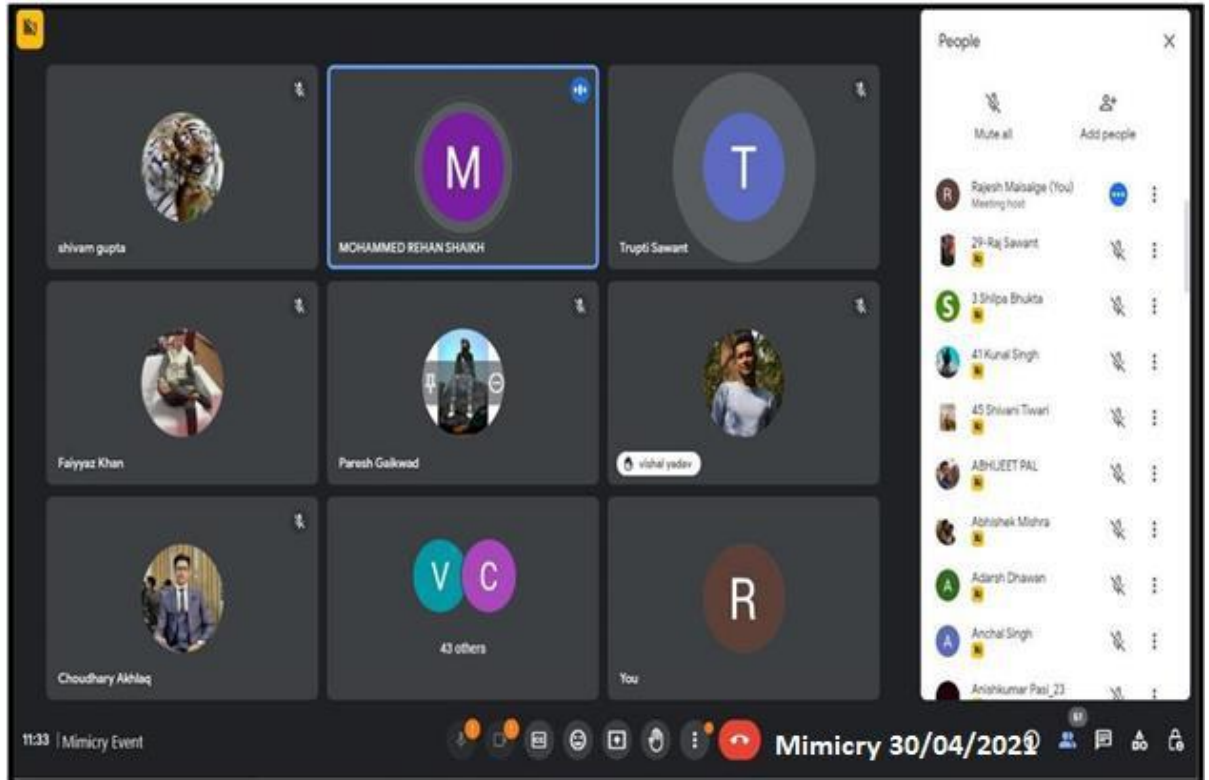 People
Mute all
Add people
shivam gupta
M
MOHAMMED REHAN SHAIKH
T
Trupti Sawant
R
Rajesh Maisalge (You)
Meeting host
29-Raj Sawant
S
3 Shilpa Bhukta
41 Kunal Singh
45 Shivani Tiwari
Faiyyaz Khan
Paresh Gaikwad
vishal yadav
ABHIJEET PAL
Abhishek Mishra
A
Adarsh Dhawan
A
Anchal Singh
Anishkumar Pasi_23
Choudhary Akhlaq
V C
43 others
R
You
11:33 | Mimicry Event
Mimicry 30/04/2021
61